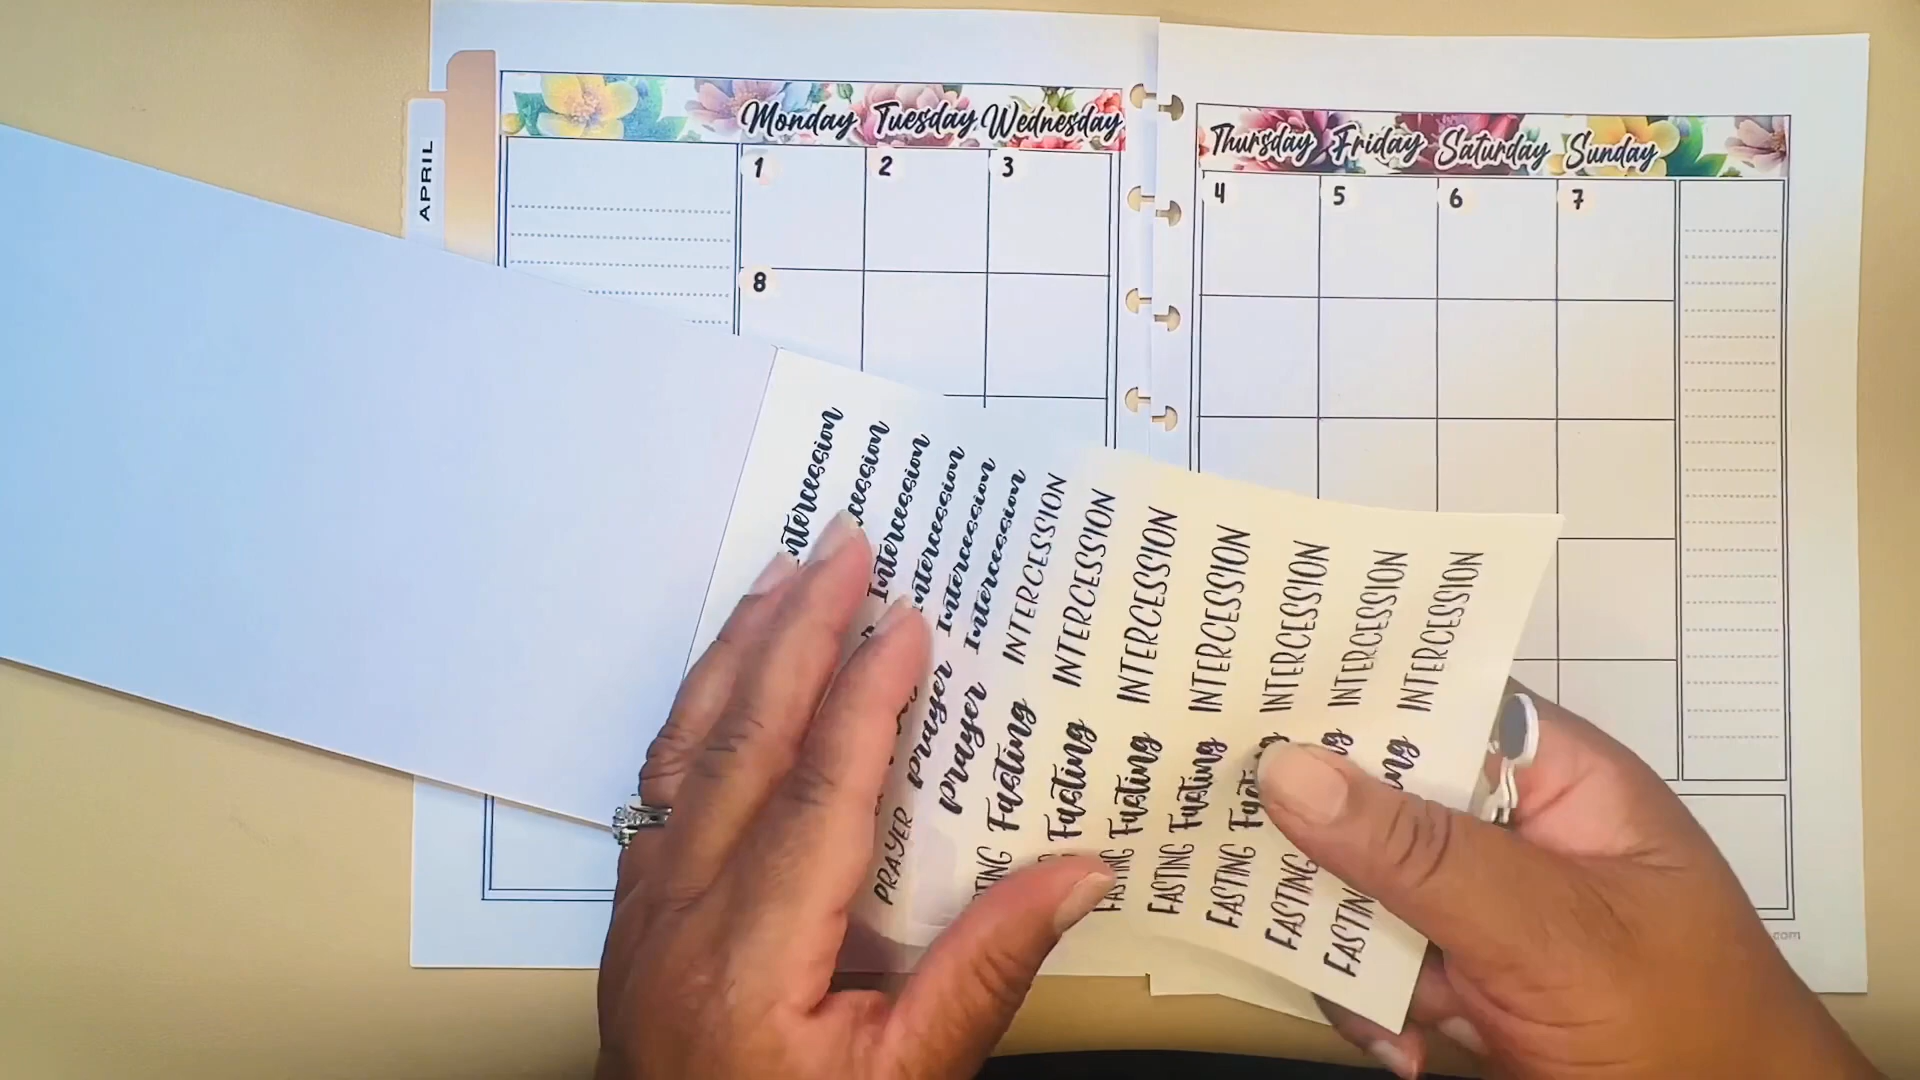 APRIL
Monday Tuesday Wednesday
Thursday Friday Saturday Sunday
1 2 3
4 5 6 7
8
Intercession
Intercession
Intercession
Intercession
Intercession
INTERCESSION
INTERCESSION
INTERCESSION
INTERCESSION
INTERCESSION
INTERCESSION
INTERCESSION
PRAYER
Prayer
Prayer
Fasting
Fasting
Fasting
Fasting
FASTING
FASTING
FASTING
FASTING
.com